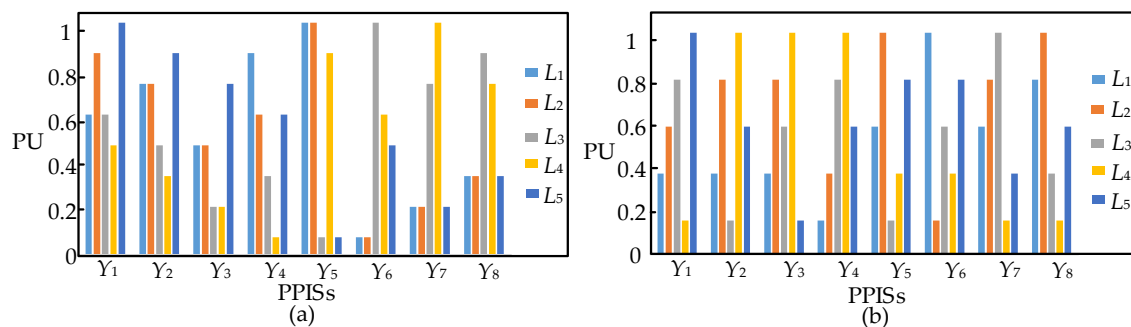 1
0.8
0.6
PU
0.4
0.2
0
Y1 Y2 Y3 Y4 Y5 Y6 Y7 Y8
PPISs
(a)
L1
L2
L3
L4
L5
1
0.8
0.6
PU
0.4
0.2
0
Y1 Y2 Y3 Y4 Y5 Y6 Y7 Y8
PPISs
(b)
L1
L2
L3
L4
L5